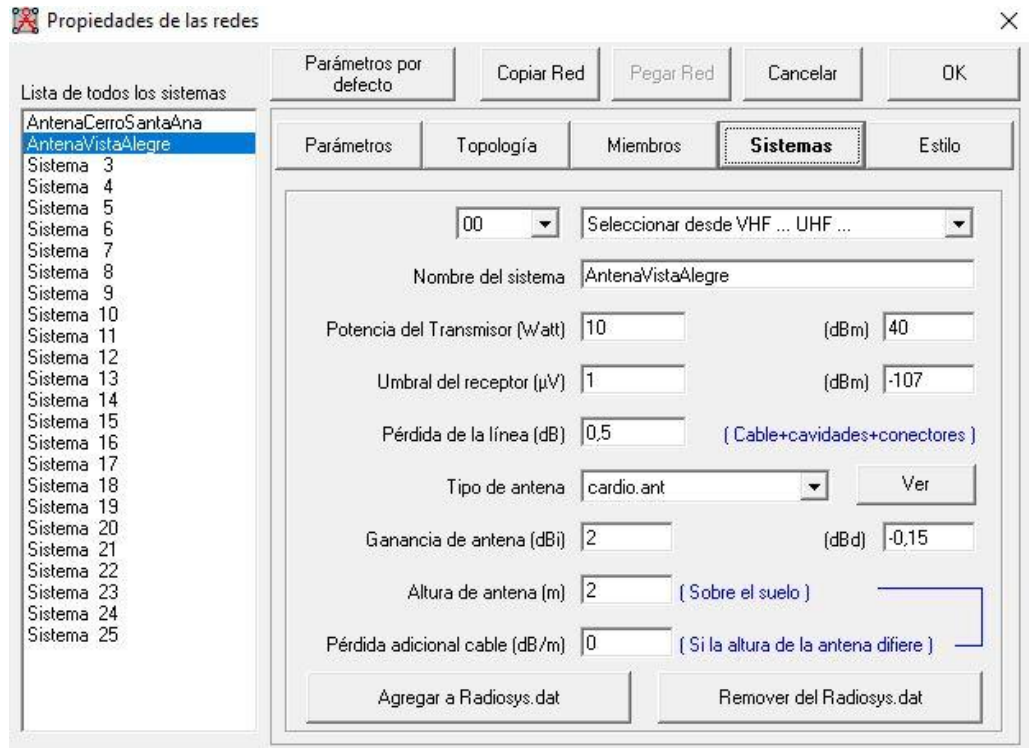 Propiedades de las redes
Lista de todos los sistemas
AntenaCerroSantaAna
AntenaVistaAlegre
Sistema 3
Sistema 4
Sistema 5
Sistema 6
Sistema 7
Sistema 8
Sistema 9
Sistema 10
Sistema 11
Sistema 12
Sistema 13
Sistema 14
Sistema 15
Sistema 16
Sistema 17
Sistema 18
Sistema 19
Sistema 20
Sistema 21
Sistema 22
Sistema 23
Sistema 24
Sistema 25
Parámetros por
defecto
Copiar Red
Pegar Red
Cancelar
OK
Parámetros
Topología
Miembros
Sistemas
Estilo
00 Seleccionar desde VHF ... UHF ...
Nombre del sistema AntenaVistaAlegre
Potencia del Transmisor (Watt) 10 (dBm) 40
Umbral del receptor (µV) 1 (dBm) -107
Pérdida de la línea (dB) 0,5 ( Cable+cavidades+conectores )
Tipo de antena cardio.ant Ver
Ganancia de antena (dBi) 2 (dBd) -0,15
Altura de antena (m) 2 ( Sobre el suelo )
Pérdida adicional cable (dB/m) 0 ( Si la altura de la antena difiere )
Agregar a Radiosys.dat
Remover del Radiosys.dat